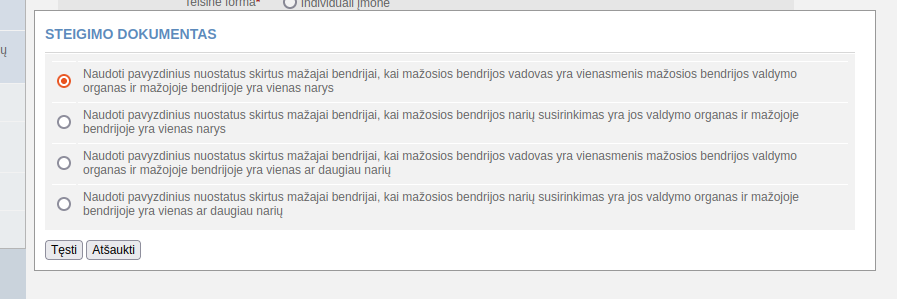 Teisinė forma*
Individuali įmonė
ų
STEIGIMO DOKUMENTAS
Naudoti pavyzdinius nuostatus skirtus mažajai bendrijai, kai mažosios bendrijos vadovas yra vienasmenis mažosios bendrijos valdymo
organas ir mažojoje bendrijoje yra vienas narys
Naudoti pavyzdinius nuostatus skirtus mažajai bendrijai, kai mažosios bendrijos narių susirinkimas yra jos valdymo organas ir mažojoje
bendrijoje yra vienas narys
Naudoti pavyzdinius nuostatus skirtus mažajai bendrijai, kai mažosios bendrijos vadovas yra vienasmenis mažosios bendrijos valdymo
organas ir mažojoje bendrijoje yra vienas ar daugiau narių
Naudoti pavyzdinius nuostatus skirtus mažajai bendrijai, kai mažosios bendrijos narių susirinkimas yra jos valdymo organas ir mažojoje
bendrijoje yra vienas ar daugiau narių
Tęsti
Atšaukti